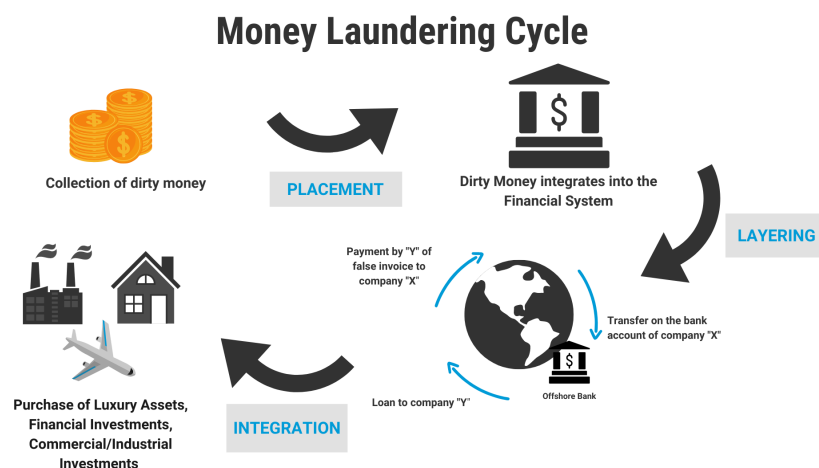 Money Laundering Cycle
$
$
$
$
Collection of dirty money
PLACEMENT
Dirty Money integrates into the
Financial System
LAYERING
Payment by "Y" of
false invoice to
company "X"
Transfer on the bank
account of company "X"
$
Offshore Bank
Loan to company "Y"
INTEGRATION
Purchase of Luxury Assets,
Financial Investments,
Commercial/Industrial
Investments